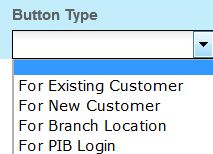 Button Type
For Existing Customer
For New Customer
For Branch Location
For PIB Login